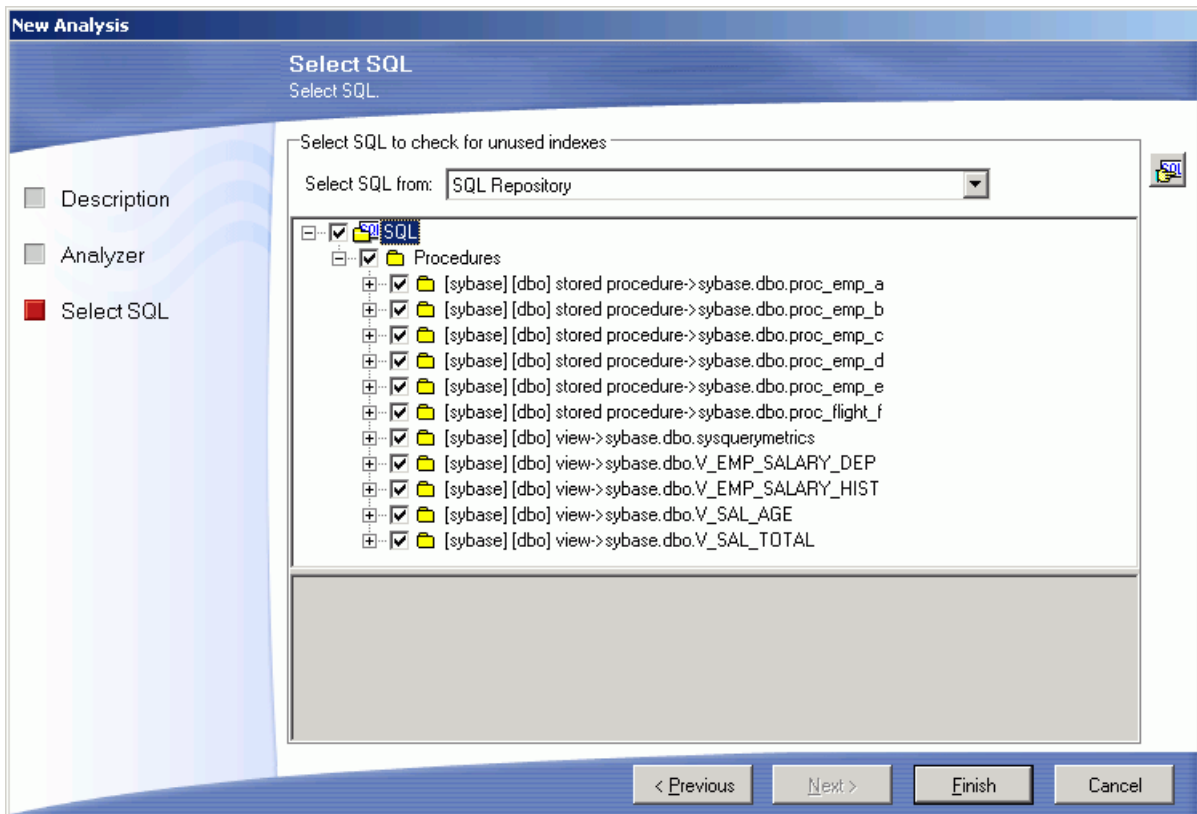 New Analysis
Select SQL
Select SQL.
Description
Analyzer
Select SQL
Select SQL to check for unused indexes
Select SQL from: SQL Repository
SQL
SQL SQL
Procedures
[sybase] [dbo] stored procedure->sybase.dbo.proc_emp_a
[sybase] [dbo] stored procedure->sybase.dbo.proc_emp_b
[sybase] [dbo] stored procedure->sybase.dbo.proc_emp_c
[sybase] [dbo] stored procedure->sybase.dbo.proc_emp_d
[sybase] [dbo] stored procedure->sybase.dbo.proc_emp_e
[sybase] [dbo] stored procedure->sybase.dbo.proc_flight_f
[sybase] [dbo] view->sybase.dbo.sysquerymetrics
[sybase] [dbo] view->sybase.dbo.V_EMP_SALARY_DEP
[sybase] [dbo] view->sybase.dbo.V_EMP_SALARY_HIST
[sybase] [dbo] view->sybase.dbo.V_SAL_AGE
[sybase] [dbo] view->sybase.dbo.V_SAL_TOTAL
< Previous
Next >
Finish
Cancel